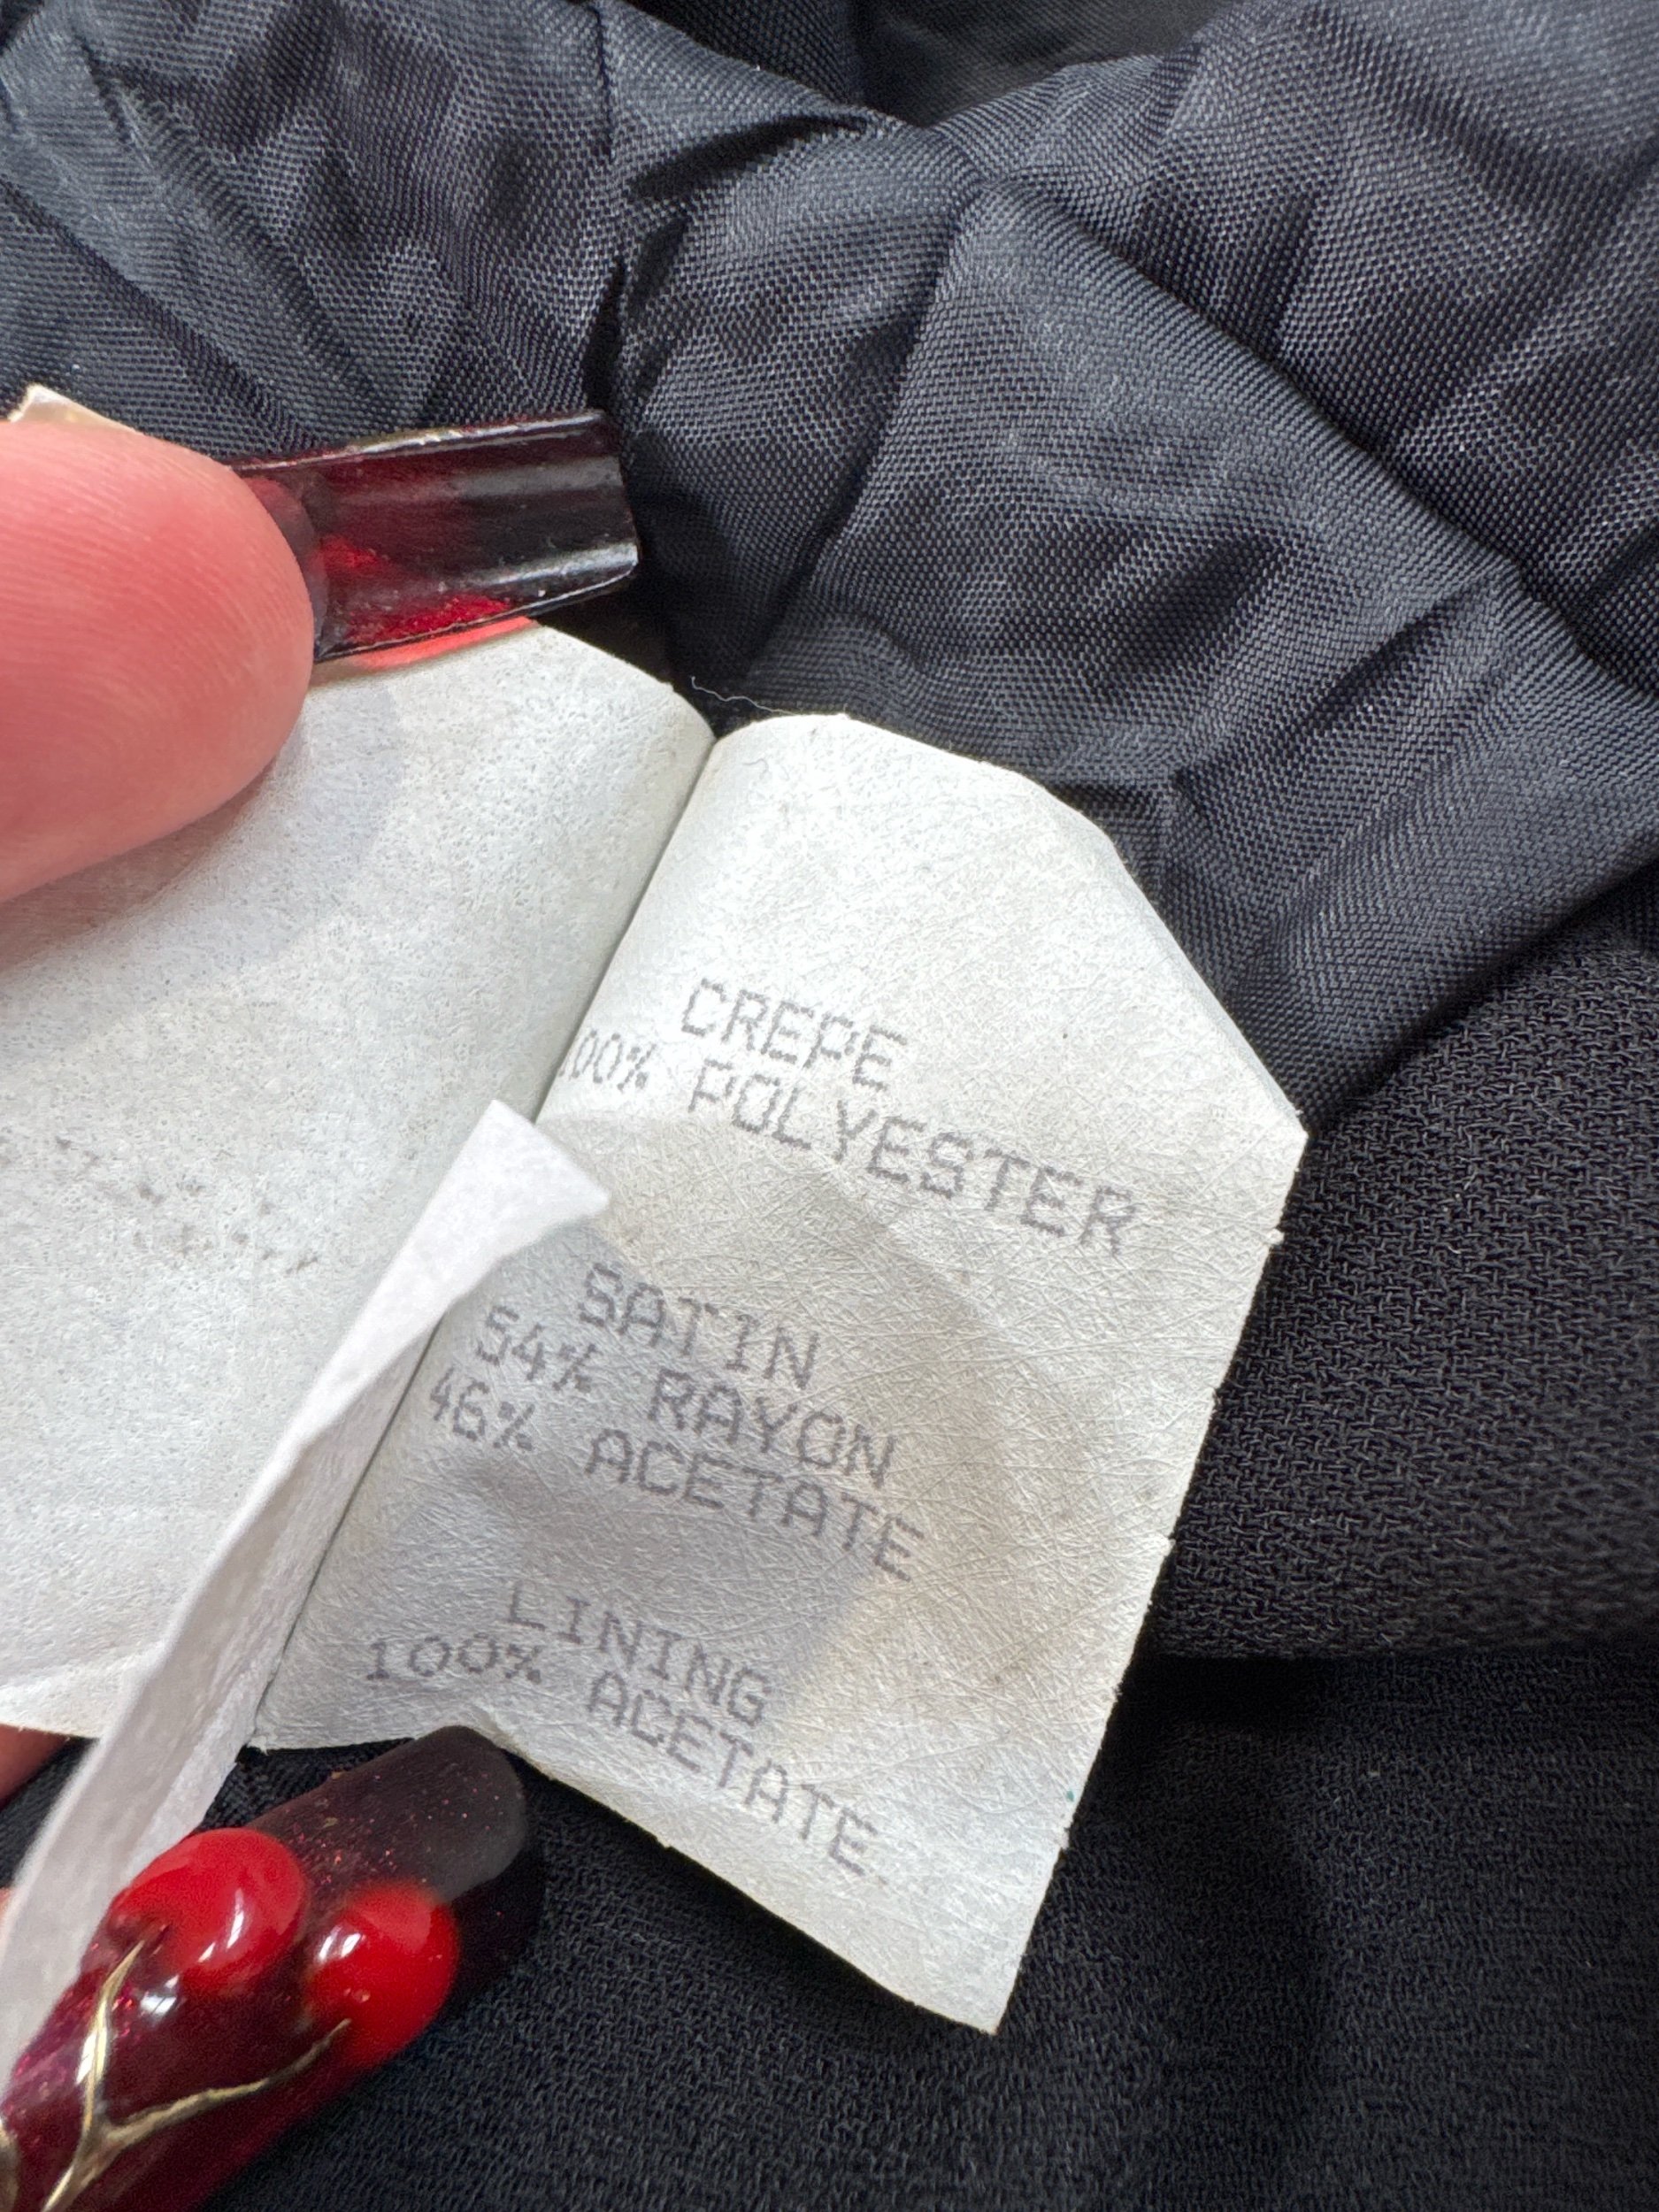 CREPE
100% POLYESTER
SATIN
54% RAYON
46% ACETATE
LINING
100% ACETATE